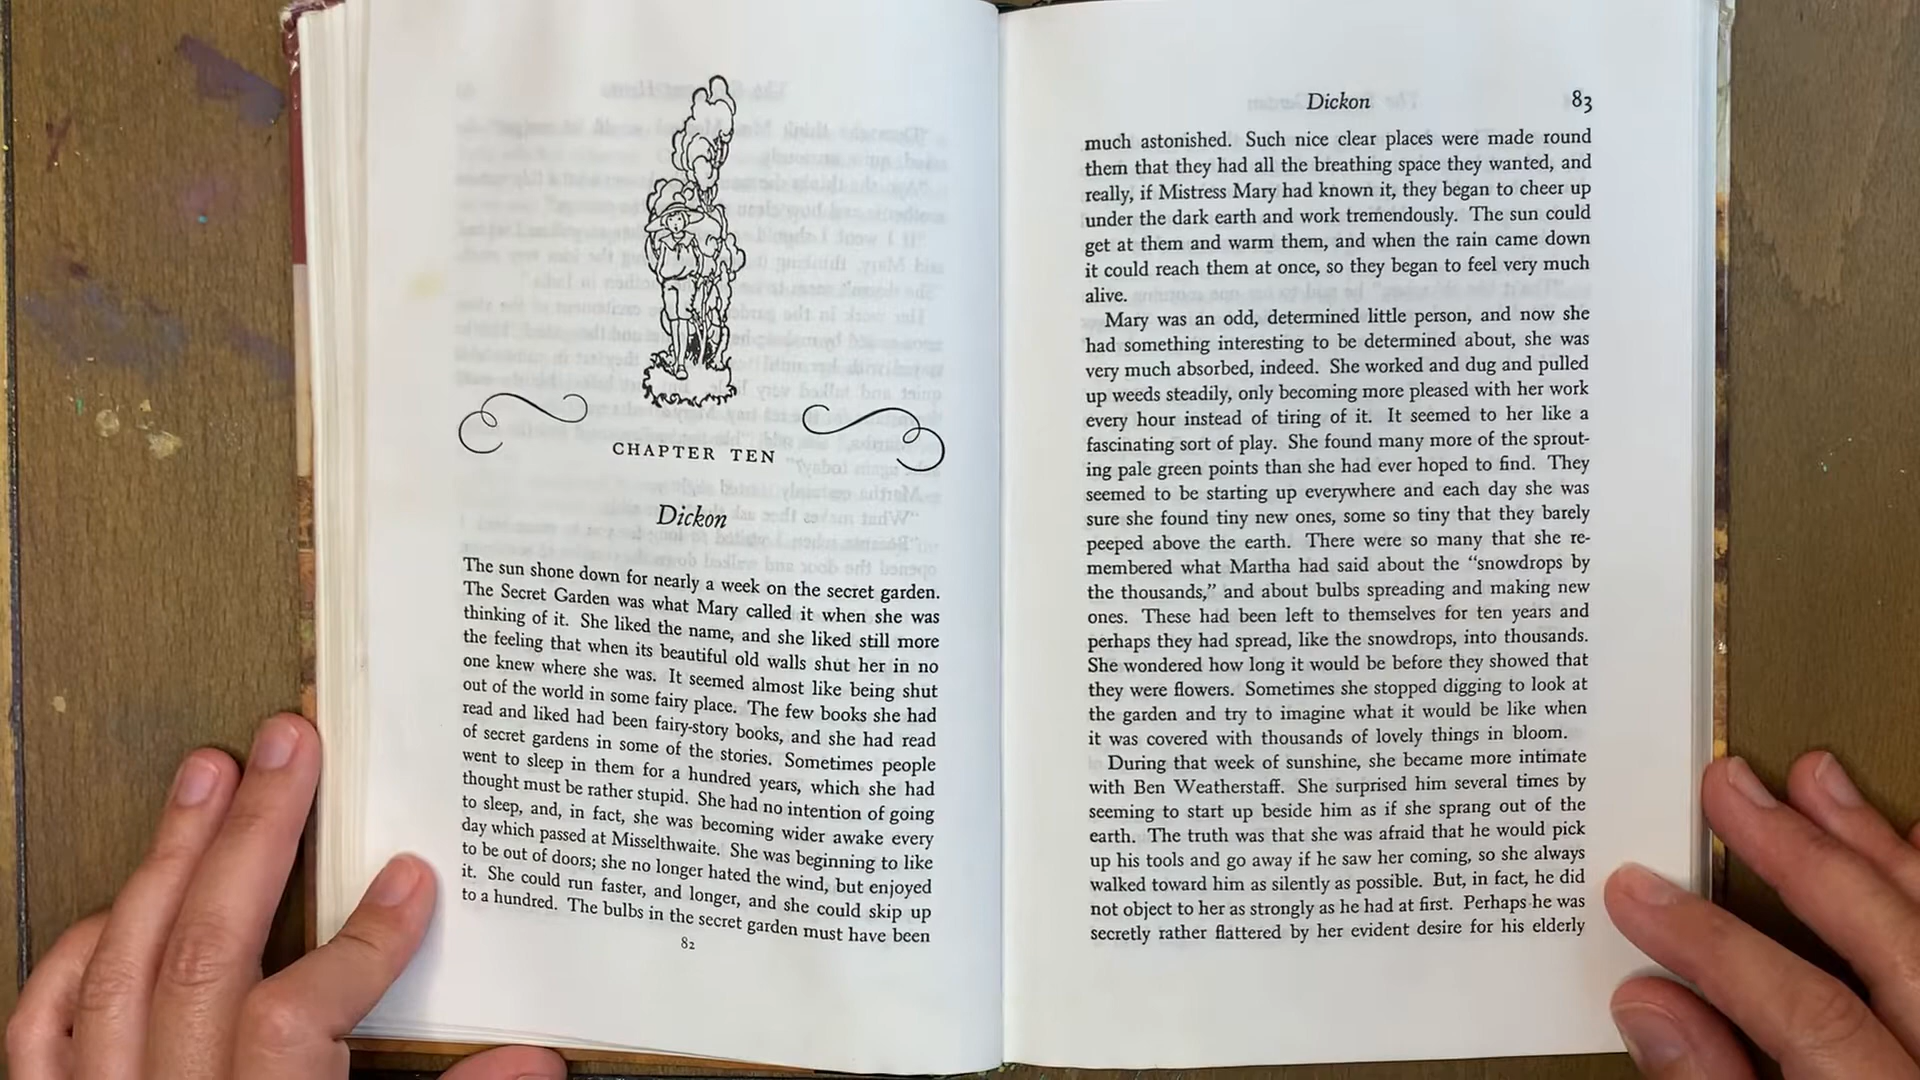 CHAPTER TEN
Dickon
The sun shone down for nearly a week on the secret garden.
The Secret Garden was what Mary called it when she was
thinking of it. She liked the name, and she liked still more
the feeling that when its beautiful old walls shut her in no
one knew where she was. It seemed almost like being shut
out of the world in some fairy place. The few books she had
read and liked had been fairy-story books, and she had read
of secret gardens in some of the stories. Sometimes people
went to sleep in them for a hundred years, which she had
thought must be rather stupid. She had no intention of going
to sleep, and, in fact, she was becoming wider awake every
day which passed at Misselthwaite. She was beginning to like
to be out of doors; she no longer hated the wind, but enjoyed
it. She could run faster, and longer, and she could skip up
to a hundred. The bulbs in the secret garden must have been
82
Dickon 83
much astonished. Such nice clear places were made round
them that they had all the breathing space they wanted, and
really, if Mistress Mary had known it, they began to cheer up
under the dark earth and work tremendously. The sun could
get at them and warm them, and when the rain came down
it could reach them at once, so they began to feel very much
alive.
Mary was an odd, determined little person, and now she
had something interesting to be determined about, she was
very much absorbed, indeed. She worked and dug and pulled
up weeds steadily, only becoming more pleased with her work
every hour instead of tiring of it. It seemed to her like a
fascinating sort of play. She found many more of the sprout-
ing pale green points than she had ever hoped to find. They
seemed to be starting up everywhere and each day she was
sure she found tiny new ones, some so tiny that they barely
peeped above the earth. There were so many that she re-
membered what Martha had said about the “snowdrops by
the thousands,” and about bulbs spreading and making new
ones. These had been left to themselves for ten years and
perhaps they had spread, like the snowdrops, into thousands.
She wondered how long it would be before they showed that
they were flowers. Sometimes she stopped digging to look at
the garden and try to imagine what it would be like when
it was covered with thousands of lovely things in bloom.
During that week of sunshine, she became more intimate
with Ben Weatherstaff. She surprised him several times by
seeming to start up beside him as if she sprang out of the
earth. The truth was that she was afraid that he would pick
up his tools and go away if he saw her coming, so she always
walked toward him as silently as possible. But, in fact, he did
not object to her as strongly as he had at first. Perhaps he was
secretly rather flattered by her evident desire for his elderly